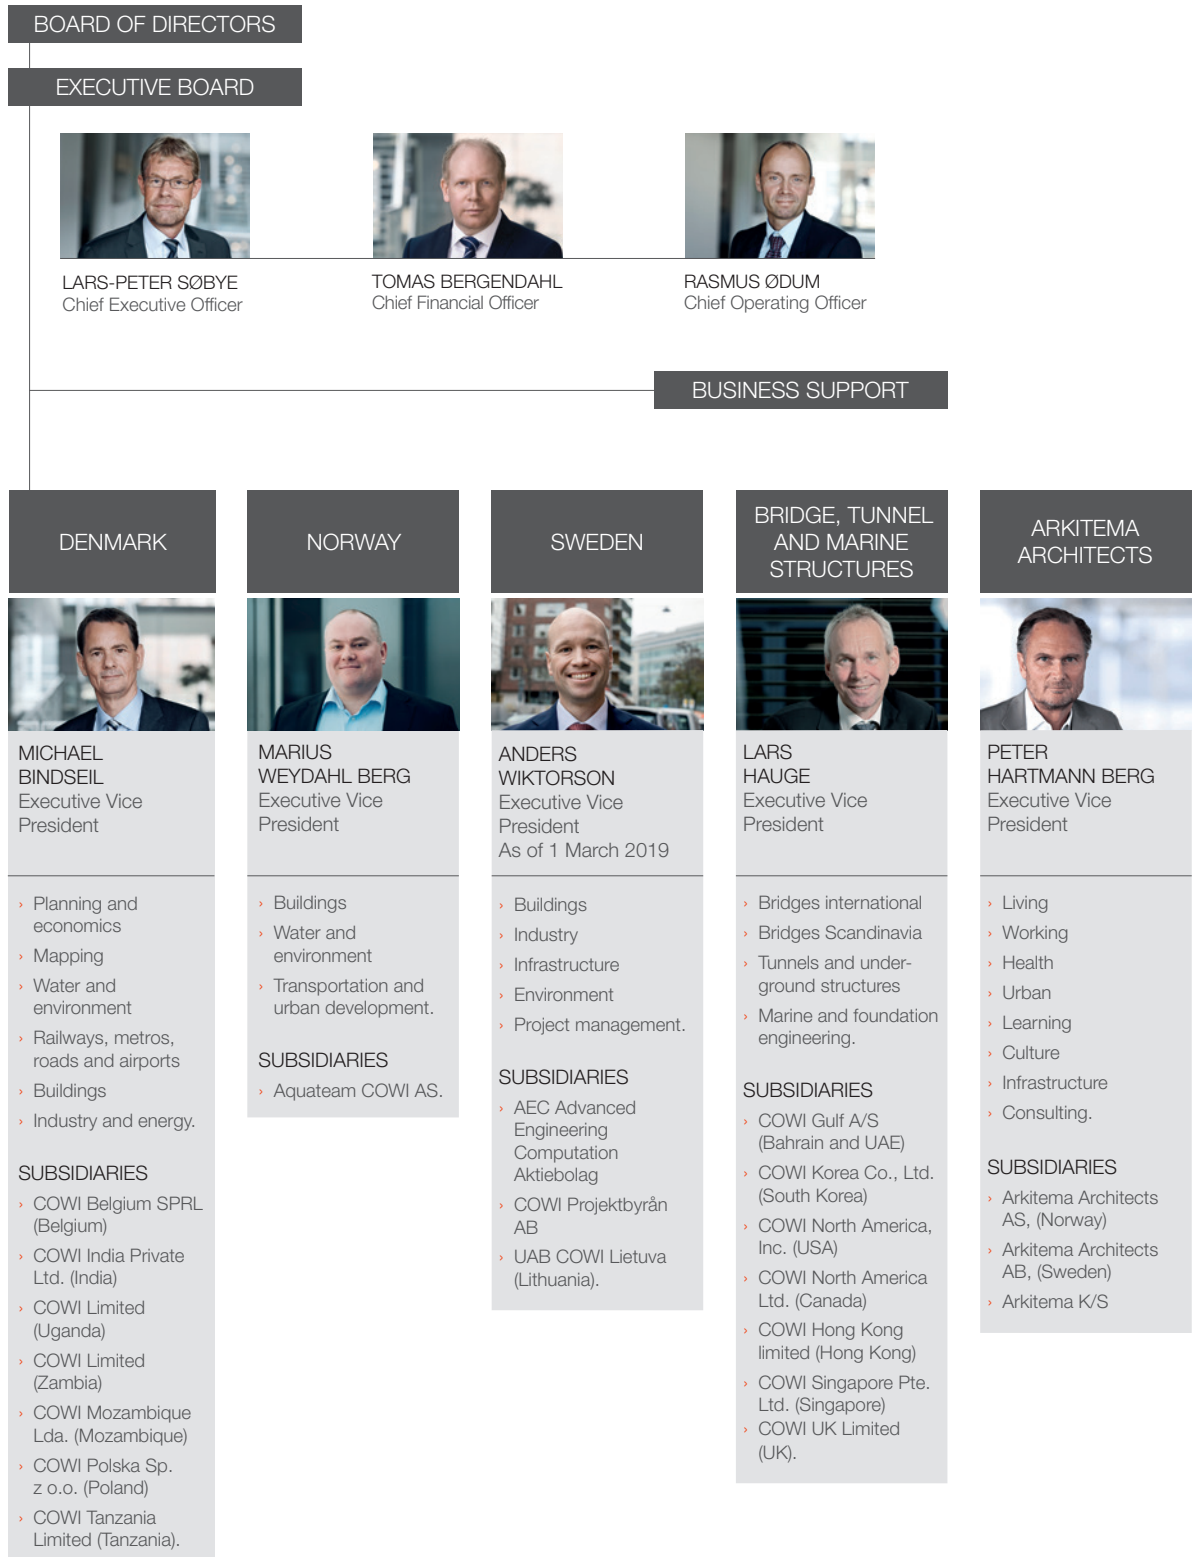 BOARD OF DIRECTORS
EXECUTIVE BOARD
LARS-PETER SØBYE
Chief Executive Officer
TOMAS BERGENDAHL
Chief Financial Officer
RASMUS ØDUM
Chief Operating Officer
BUSINESS SUPPORT
DENMARK
MICHAEL
BINDSEIL
Executive Vice
President
› Planning and
economics
› Mapping
› Water and
environment
› Railways, metros,
roads and airports
› Buildings
› Industry and energy.
SUBSIDIARIES
› COWI Belgium SPRL
(Belgium)
› COWI India Private
Ltd. (India)
› COWI Limited
(Uganda)
› COWI Limited
(Zambia)
› COWI Mozambique
Lda. (Mozambique)
› COWI Polska Sp.
z o.o. (Poland)
› COWI Tanzania
Limited (Tanzania).
NORWAY
MARIUS
WEYDAHL BERG
Executive Vice
President
› Buildings
› Water and
environment
› Transportation and
urban development.
SUBSIDIARIES
› Aquateam COWI AS.
SWEDEN
ANDERS
WIKTORSON
Executive Vice
President
As of 1 March 2019
› Buildings
› Industry
› Infrastructure
› Environment
› Project management.
SUBSIDIARIES
› AEC Advanced
Engineering
Computation
Aktiebolag
› COWI Projektbyrån
AB
› UAB COWI Lietuva
(Lithuania).
BRIDGE, TUNNEL
AND MARINE
STRUCTURES
LARS
HAUGE
Executive Vice
President
› Bridges international
› Bridges Scandinavia
› Tunnels and under-
ground structures
› Marine and foundation
engineering.
SUBSIDIARIES
› COWI Gulf A/S
(Bahrain and UAE)
› COWI Korea Co., Ltd.
(South Korea)
› COWI North America,
Inc. (USA)
› COWI North America
Ltd. (Canada)
› COWI Hong Kong
limited (Hong Kong)
› COWI Singapore Pte.
Ltd. (Singapore)
› COWI UK Limited
(UK).
ARKITEMA
ARCHITECTS
PETER
HARTMANN BERG
Executive Vice
President
› Living
› Working
› Health
› Urban
› Learning
› Culture
› Infrastructure
› Consulting.
SUBSIDIARIES
› Arkitema Architects
AS, (Norway)
› Arkitema Architects
AB, (Sweden)
› Arkitema K/S